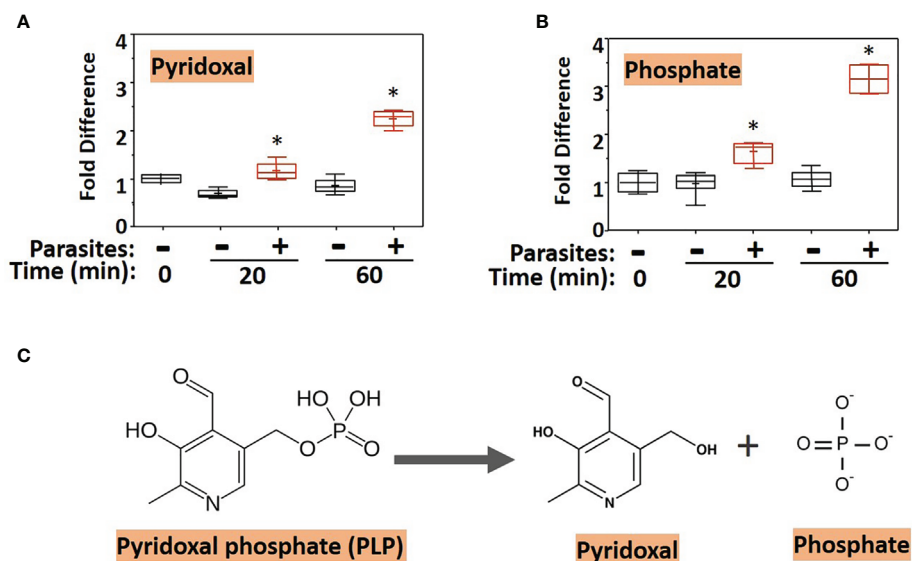 A
B
4
3
2
1
0
Fold Difference
Pyridoxal
*
*
Parasites: - - + - +
Time (min): 0 20 60
4
3
2
1
0
Fold Difference
Phosphate
*
*
Parasites: - - + - +
Time (min): 0 20 60
C
O
HO
HO OH
P
O
O
N
Pyridoxal phosphate (PLP)
O
HO
OH
N
Pyridoxal
+
O-
O=P-O-
O-
Phosphate